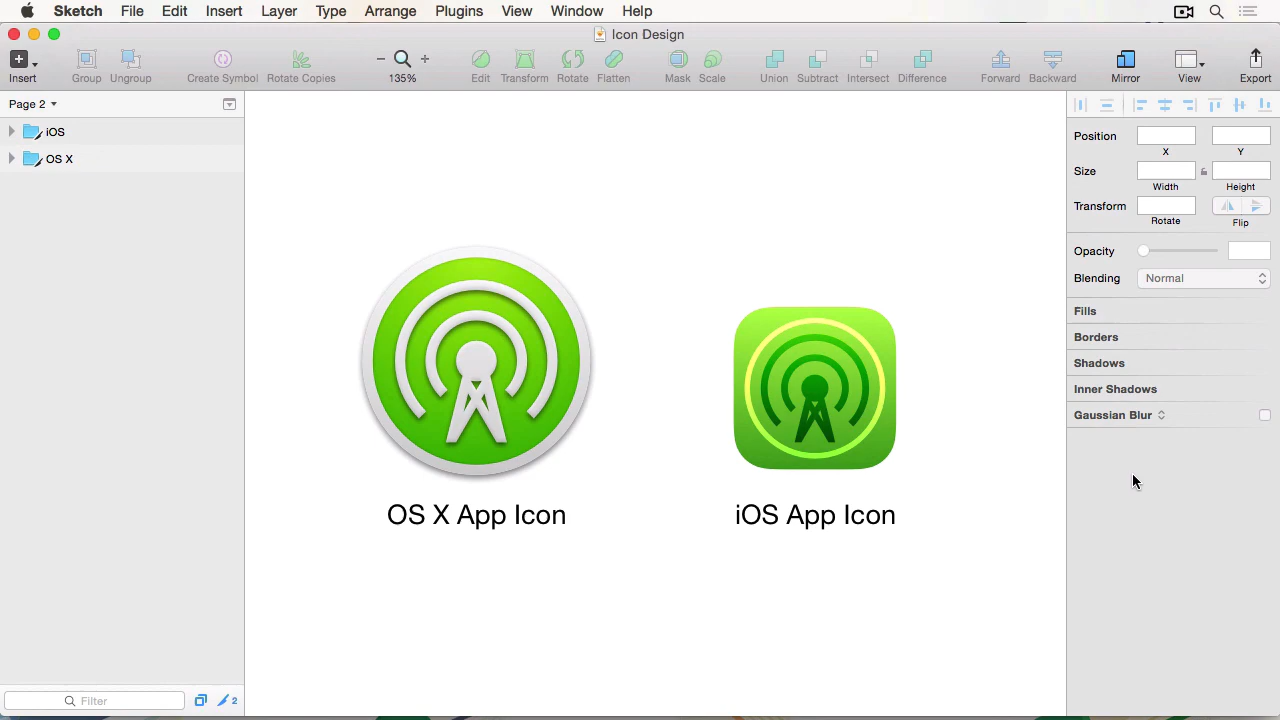 Sketch File Edit Insert Layer Type Arrange Plugins View Window Help
Icon Design
Insert Group Ungroup Create Symbol Rotate Copies 135% Edit Transform Rotate Flatten Mask Scale Union Subtract Intersect Difference Forward Backward Mirror View Export
Page 2
iOS
OS X
OS X App Icon
iOS App Icon
Filter
2
Position
X Y
Size
Width Height
Transform
Rotate Flip
Opacity
Blending Normal
Fills
Borders
Shadows
Inner Shadows
Gaussian Blur